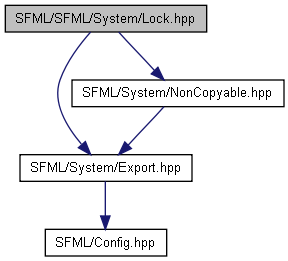 SFML/SFML/System/Lock.hpp
SFML/System/NonCopyable.hpp
SFML/System/Export.hpp
SFML/Config.hpp